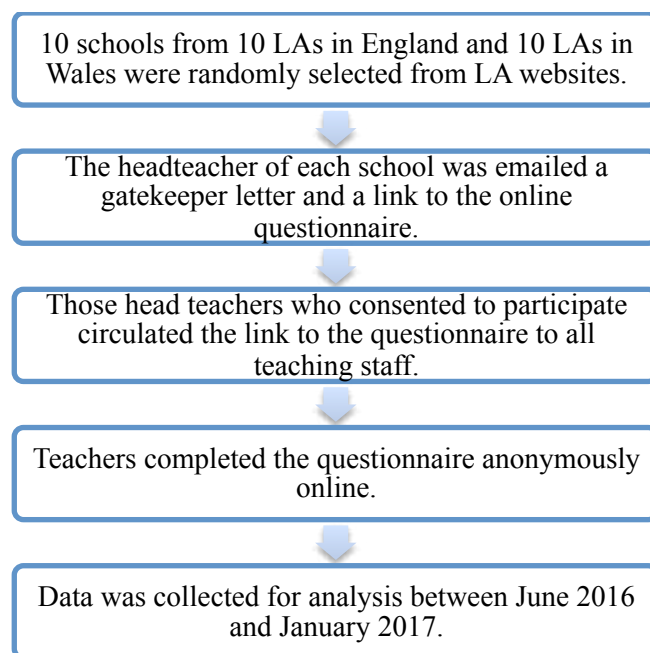 10 schools from 10 LAs in England and 10 LAs in
Wales were randomly selected from LA websites.
The headteacher of each school was emailed a
gatekeeper letter and a link to the online
questionnaire.
Those head teachers who consented to participate
circulated the link to the questionnaire to all
teaching staff.
Teachers completed the questionnaire anonymously
online.
Data was collected for analysis between June 2016
and January 2017.